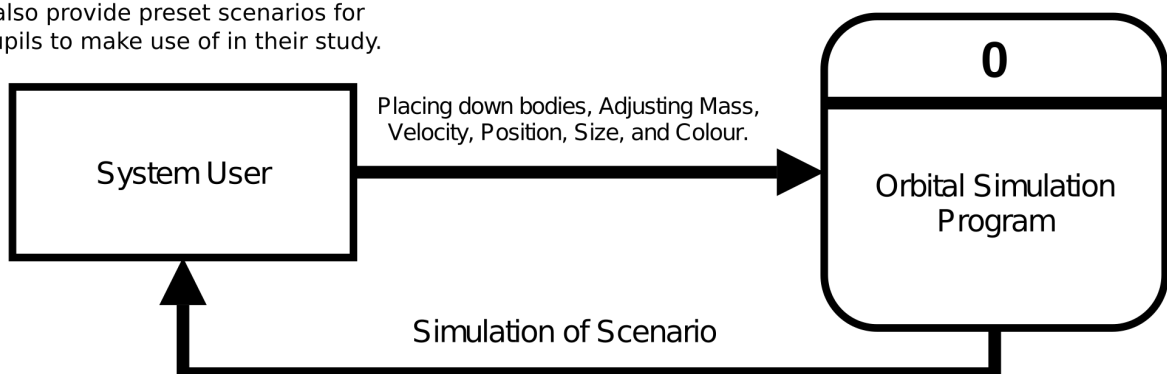 also provide preset scenarios for
pupils to make use of in their study.
0
Placing down bodies, Adjusting Mass,
Velocity, Position, Size, and Colour.
System User
Orbital Simulation
Program
Simulation of Scenario